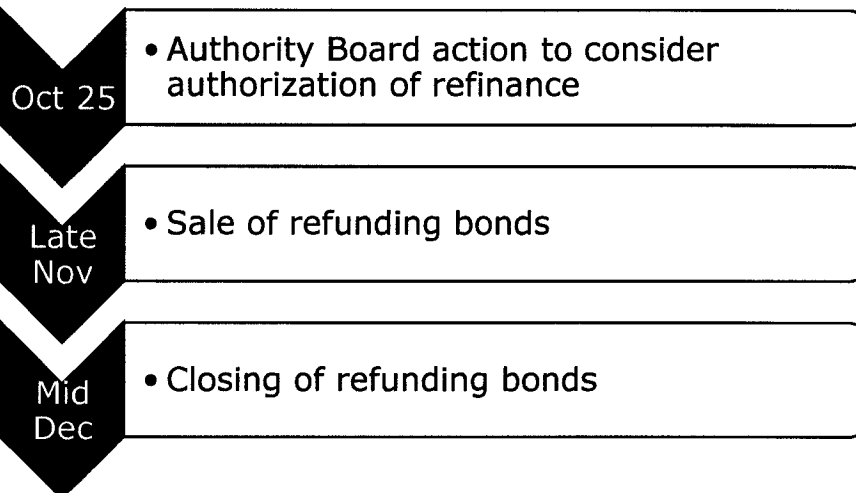 Oct 25
• Authority Board action to consider
authorization of refinance
Late
Nov
• Sale of refunding bonds
Mid
Dec
• Closing of refunding bonds